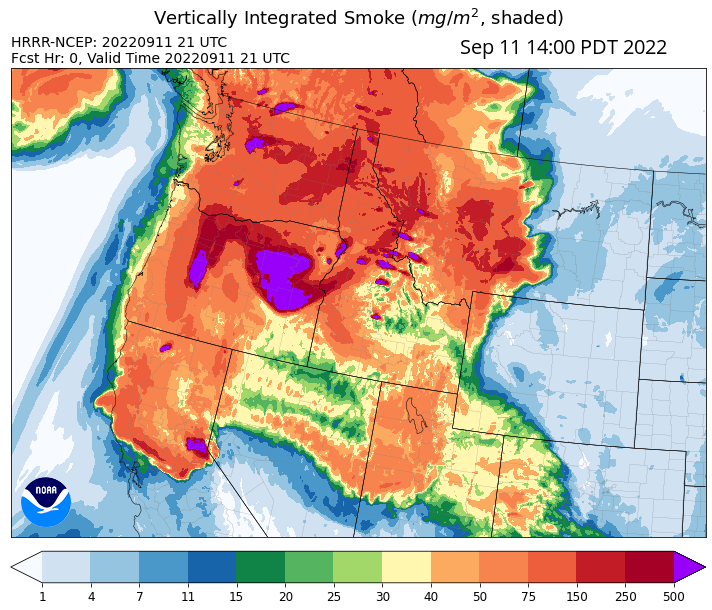 Vertically Integrated Smoke (mg/m², shaded)
HRRR-NCEP: 20220911 21 UTC
Fcst Hr: 0, Valid Time 20220911 21 UTC
Sep 11 14:00 PDT 2022
NOAA
1 4 7 11 15 20 25 30 40 50 75 150 250 500